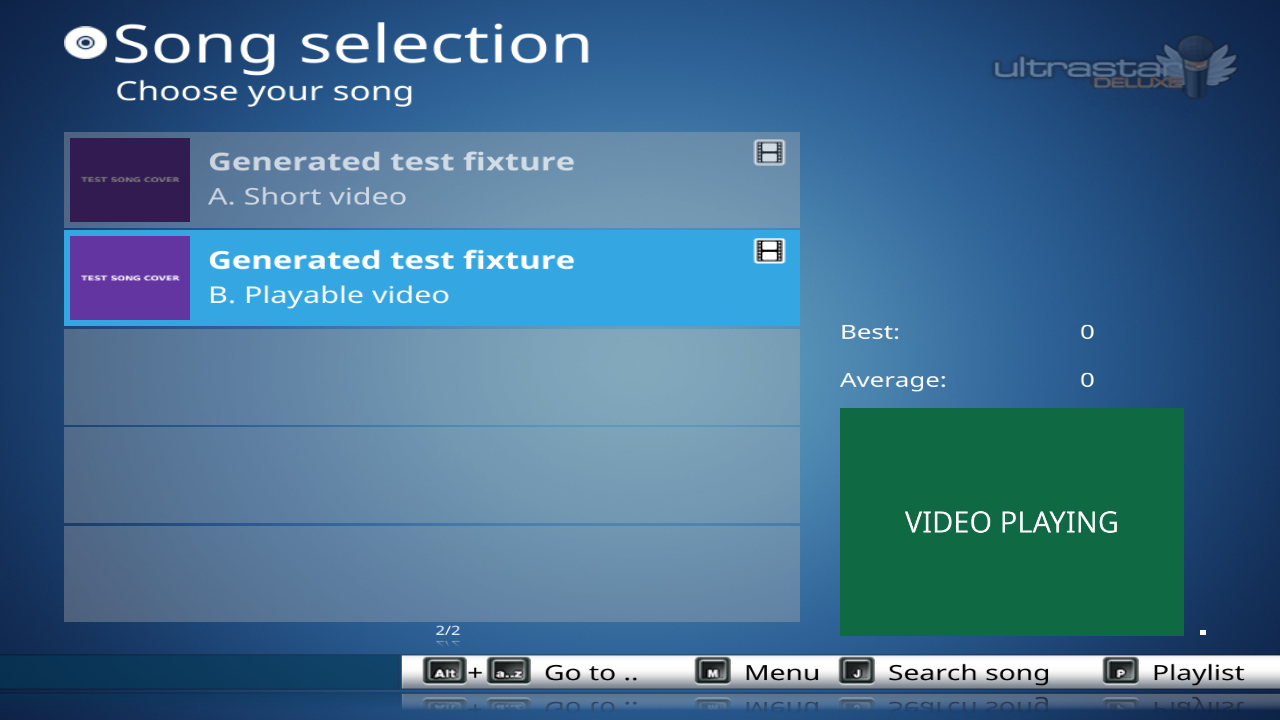 Song selection
Choose your song
ultrastar
DELUXE
TEST SONG COVER
Generated test fixture
A. Short video
TEST SONG COVER
Generated test fixture
B. Playable video
Best: 0
Average: 0
VIDEO PLAYING
2/2
Alt + a..z Go to .. M Menu J Search song P Playlist